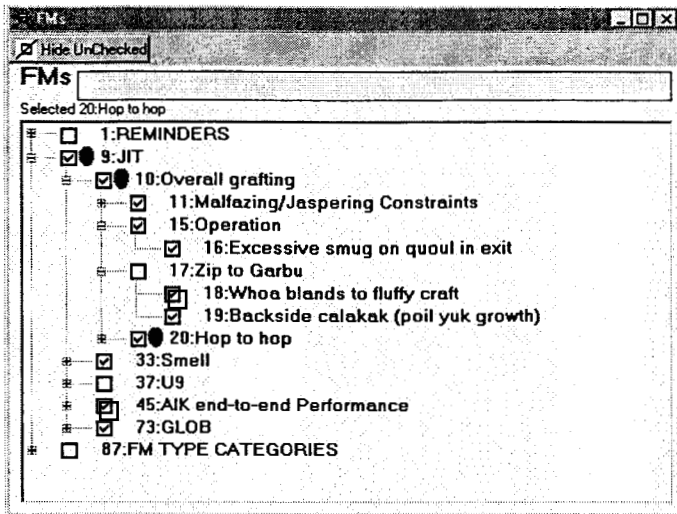 FMs
Hide UnChecked
FMs
Selected 20:Hop to hop
1:REMINDERS
9:JIT
10:Overall grafting
11:Malfazing/Jaspering Constraints
15:Operation
16:Excessive smug on quoul in exit
17:Zip to Garbu
18:Whoa blands to fluffy craft
19:Backside calakak (poil yuk growth)
20:Hop to hop
33:Smell
37:U9
45:AIK end-to-end Performance
73:GLOB
87:FM TYPE CATEGORIES